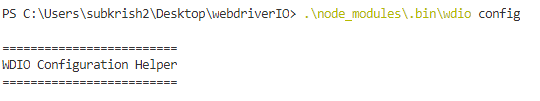 PS C:\Users\subkrish2\Desktop\webdriverIO> .\node_modules\.bin\wdio config
=========================
WDIO Configuration Helper
=========================